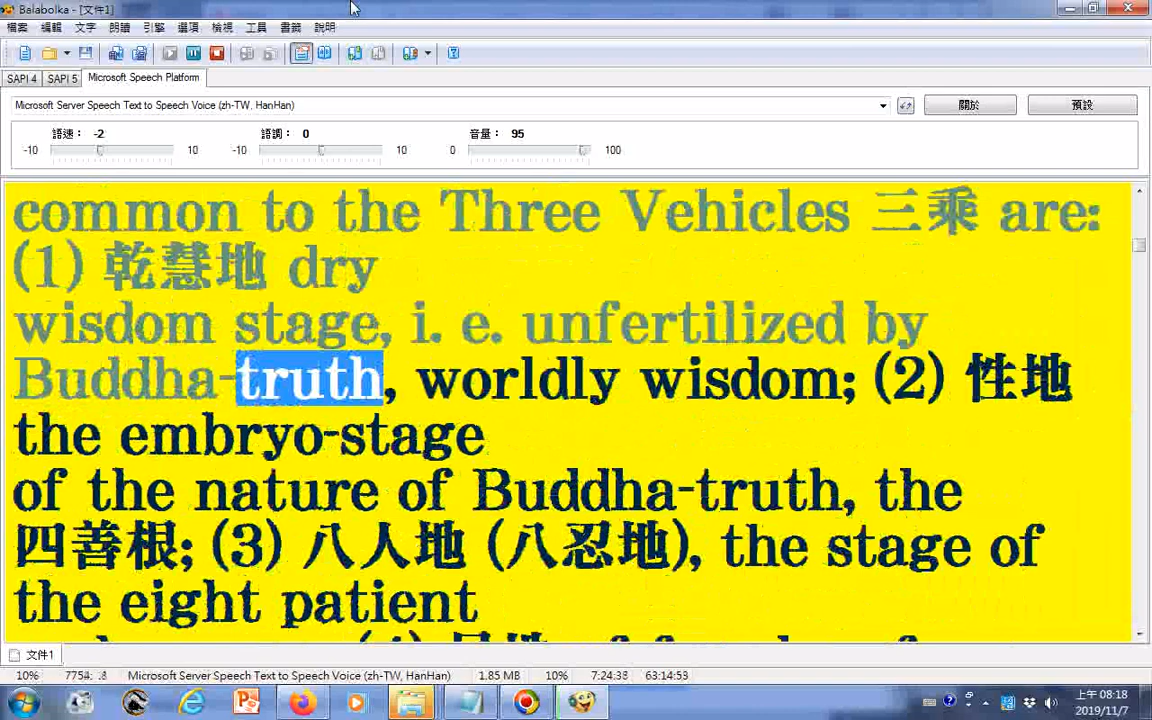 Balabolka - [文件1]
檔案 編輯 文字 朗讀 引擎 選項 檢視 工具 書籤 說明
SAPI 4 SAPI 5 Microsoft Speech Platform
Microsoft Server Speech Text to Speech Voice (zh-TW, HanHan) 關於 預設
語速： -2 語調： 0 音量： 95
-10 10 -10 10 0 100
common to the Three Vehicles 三乘 are:
(1) 乾慧地 dry
wisdom stage, i. e. unfertilized by
Buddha-truth, worldly wisdom; (2) 性地
the embryo-stage
of the nature of Buddha-truth, the
四善根; (3) 八人地 (八忍地), the stage of
the eight patient
文件1
10% Microsoft Server Speech Text to Speech Voice (zh-TW, HanHan) 1.85 MB 10% 7:24:33 63:14:53
上午 08:18
2019/11/7